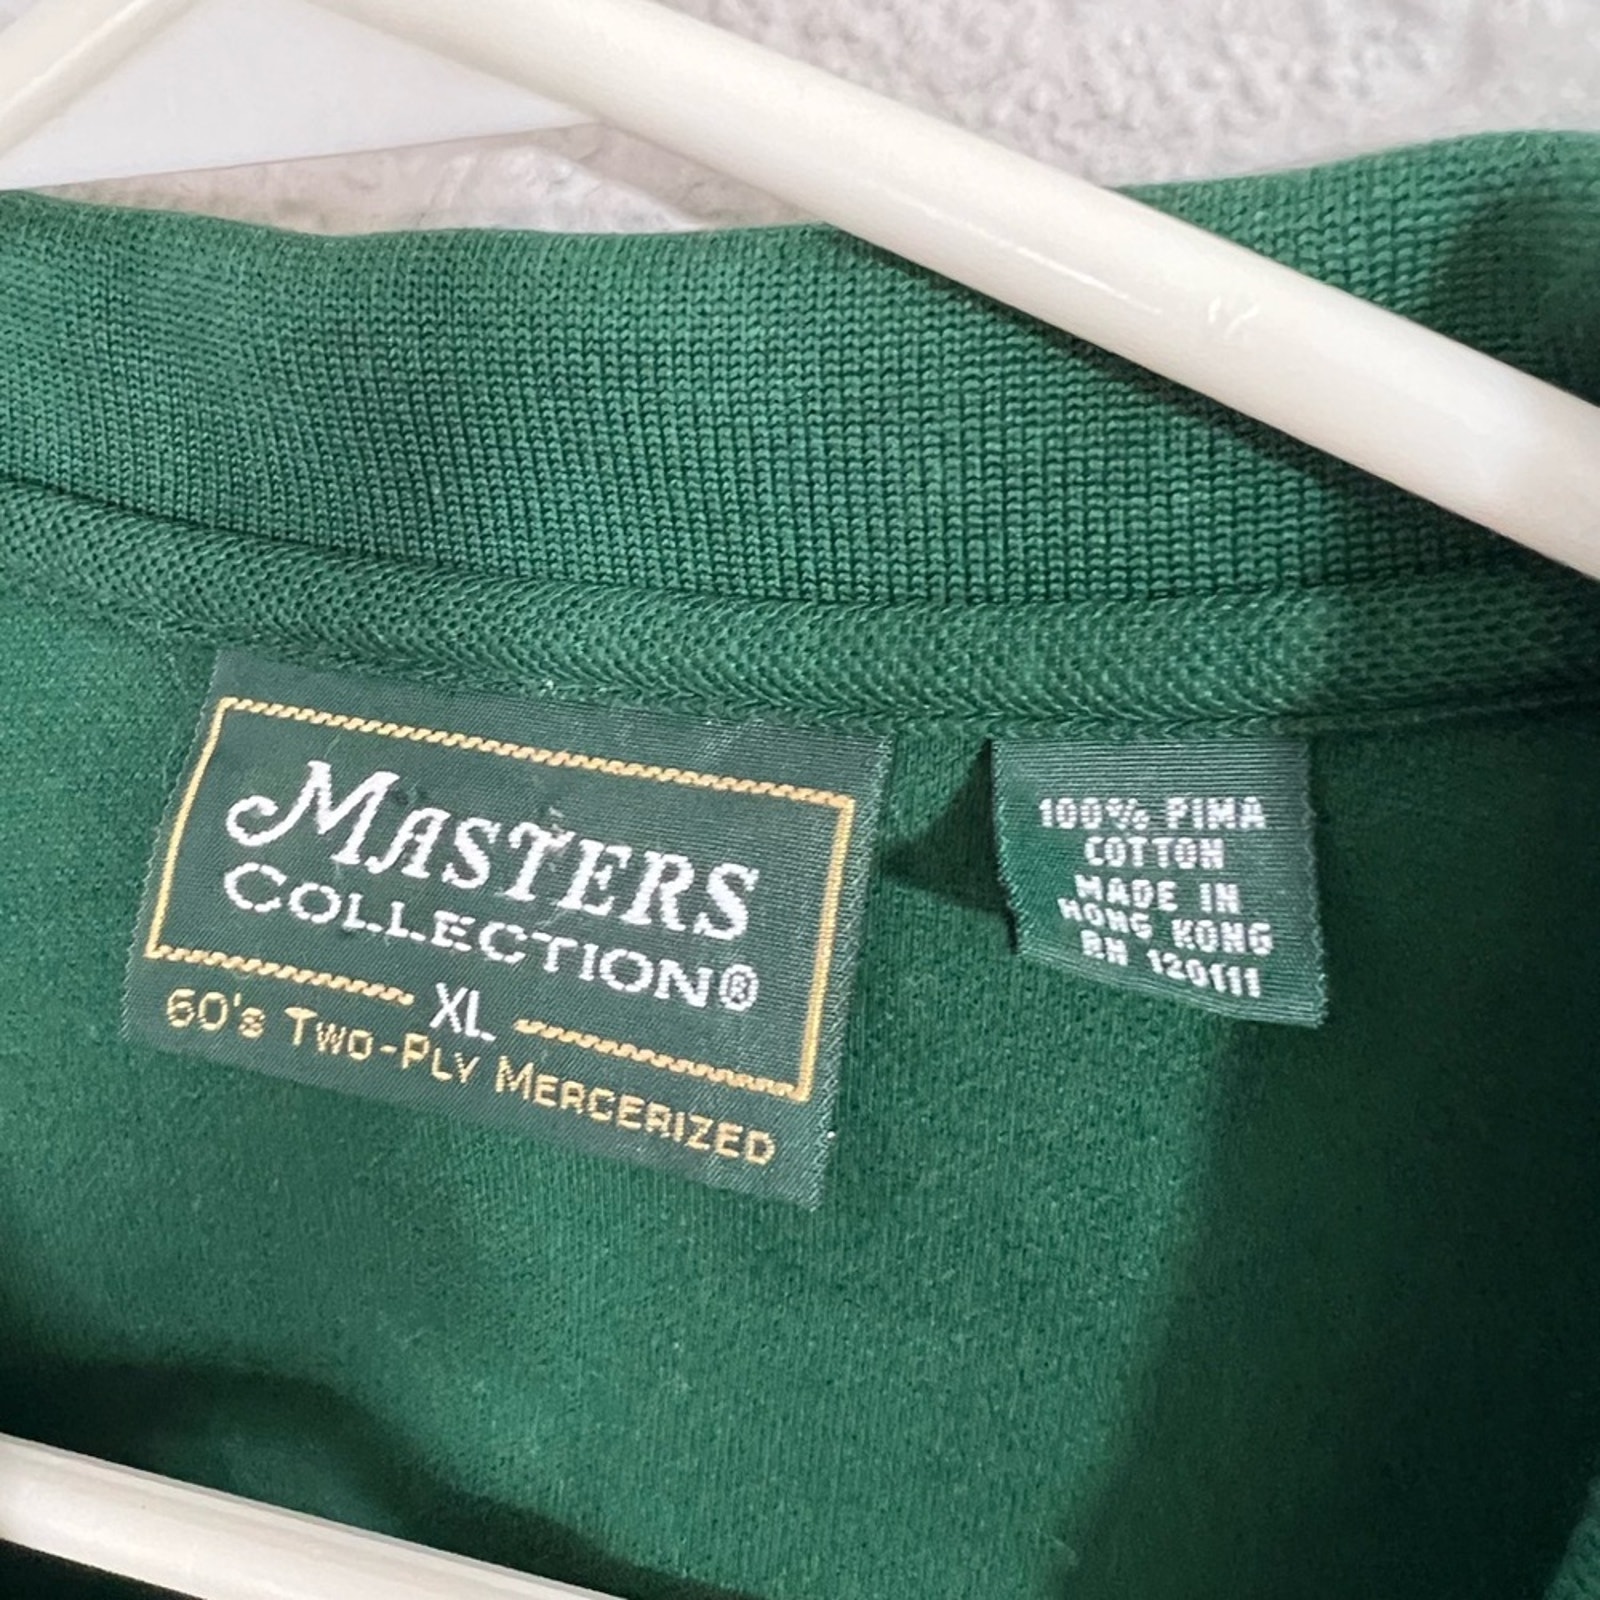 MASTERS
COLLECTION®
XL
60's TWO-PLY MERCERIZED
100% PIMA
COTTON
MADE IN
HONG KONG
RN 120111